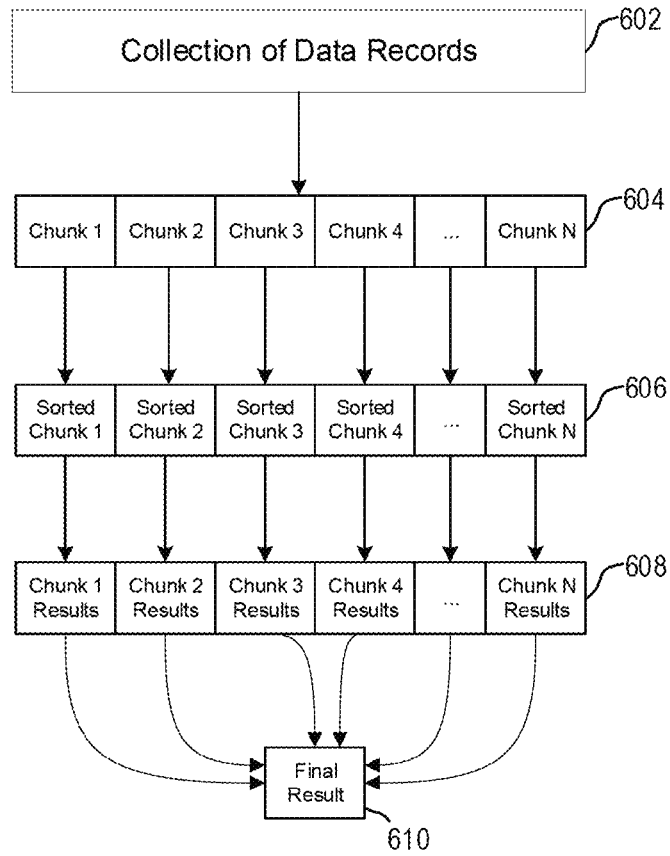 602
Collection of Data Records
604
Chunk 1 Chunk 2 Chunk 3 Chunk 4 ... Chunk N
606
Sorted Sorted Sorted Sorted Sorted
Chunk 1 Chunk 2 Chunk 3 Chunk 4 ... Chunk N
608
Chunk 1 Chunk 2 Chunk 3 Chunk 4 Chunk N
Results Results Results Results ... Results
Final
Result
610